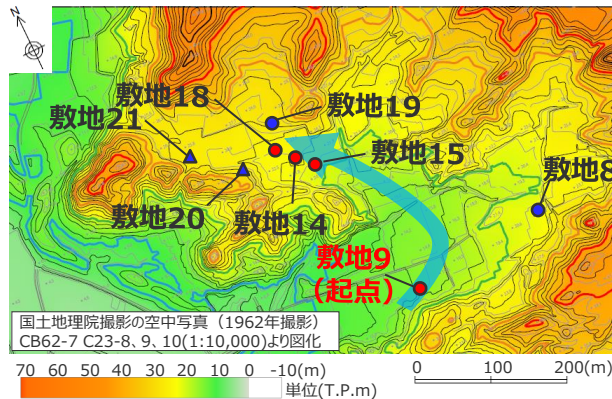 敷地18
敷地19
敷地21
敷地15
敷地8
敷地20
敷地14
敷地9
(起点)
国土地理院撮影の空中写真（1962年撮影）
CB62-7 C23-8、9、10(1:10,000)より図化
70 60 50 40 30 20 10 0 -10(m)
単位(T.P.m)
0 100 200(m)